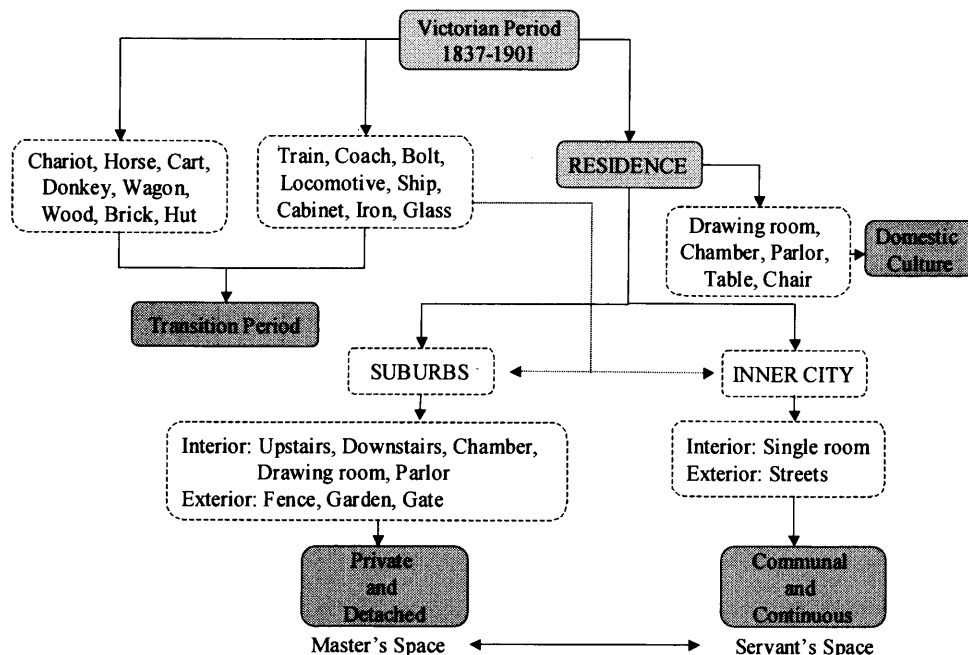 Victorian Period
1837-1901
Chariot, Horse, Cart,
Donkey, Wagon,
Wood, Brick, Hut
Train, Coach, Bolt,
Locomotive, Ship,
Cabinet, Iron, Glass
RESIDENCE
Drawing room,
Chamber, Parlor,
Table, Chair
Domestic
Culture
Transition Period
SUBURBS
INNER CITY
Interior: Upstairs, Downstairs, Chamber,
Drawing room, Parlor
Exterior: Fence, Garden, Gate
Interior: Single room
Exterior: Streets
Private
and
Detached
Communal
and
Continuous
Master's Space
Servant's Space